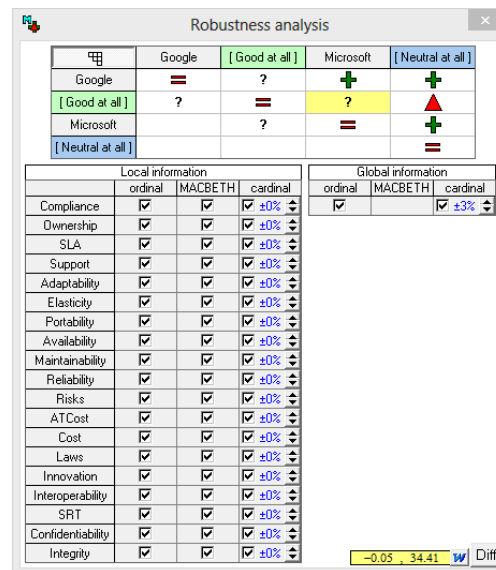 Robustness analysis
Google [ Good at all ] Microsoft [ Neutral at all ]
Google = ? + +
[ Good at all ] ? = ?
Microsoft ? = +
[ Neutral at all ] =
Local information Global information
ordinal MACBETH cardinal ordinal MACBETH cardinal
Compliance ±0% ±3%
Ownership ±0%
SLA ±0%
Support ±0%
Adaptability ±0%
Elasticity ±0%
Portability ±0%
Availability ±0%
Maintainability ±0%
Reliability ±0%
Risks ±0%
ATCost ±0%
Cost ±0%
Laws ±0%
Innovation ±0%
Interoperability ±0%
SRT ±0%
Confidentiability ±0%
Integrity ±0%
−0.05 , 34.41 W Diff